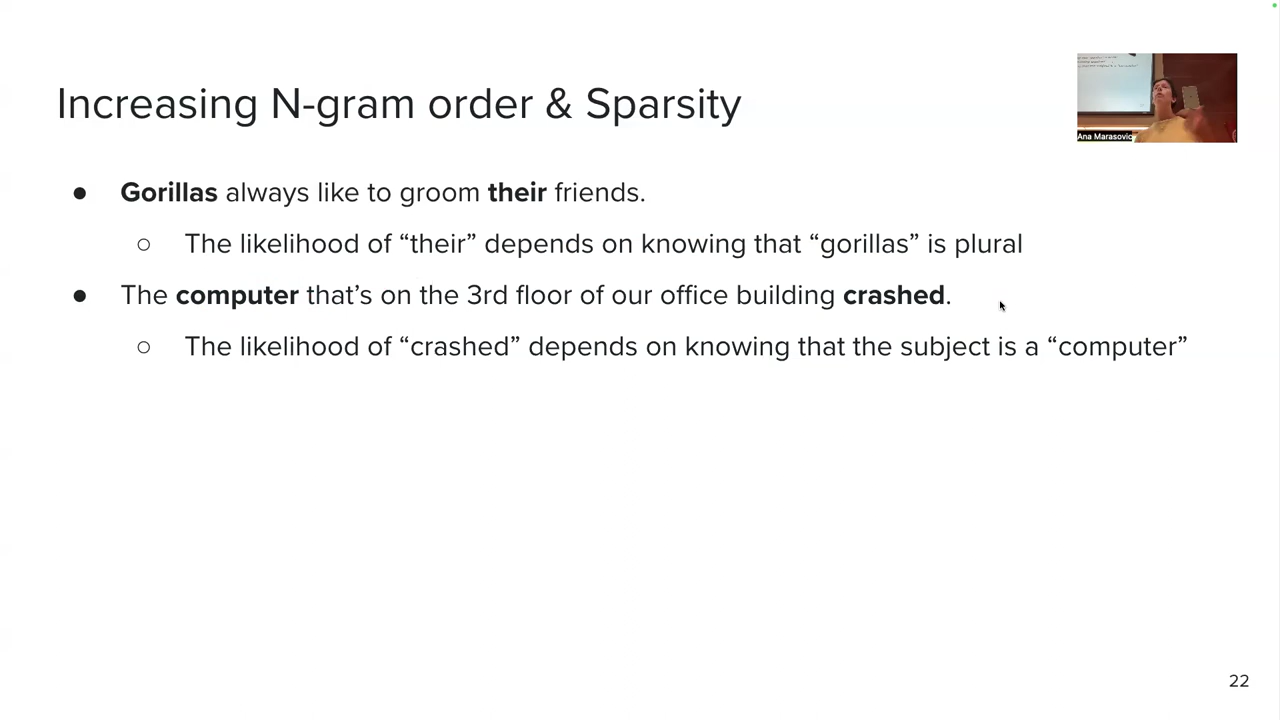 Increasing N-gram order & Sparsity
Ana Marasovic
● Gorillas always like to groom their friends.
○ The likelihood of “their” depends on knowing that “gorillas” is plural
● The computer that’s on the 3rd floor of our office building crashed.
○ The likelihood of “crashed” depends on knowing that the subject is a “computer”
22